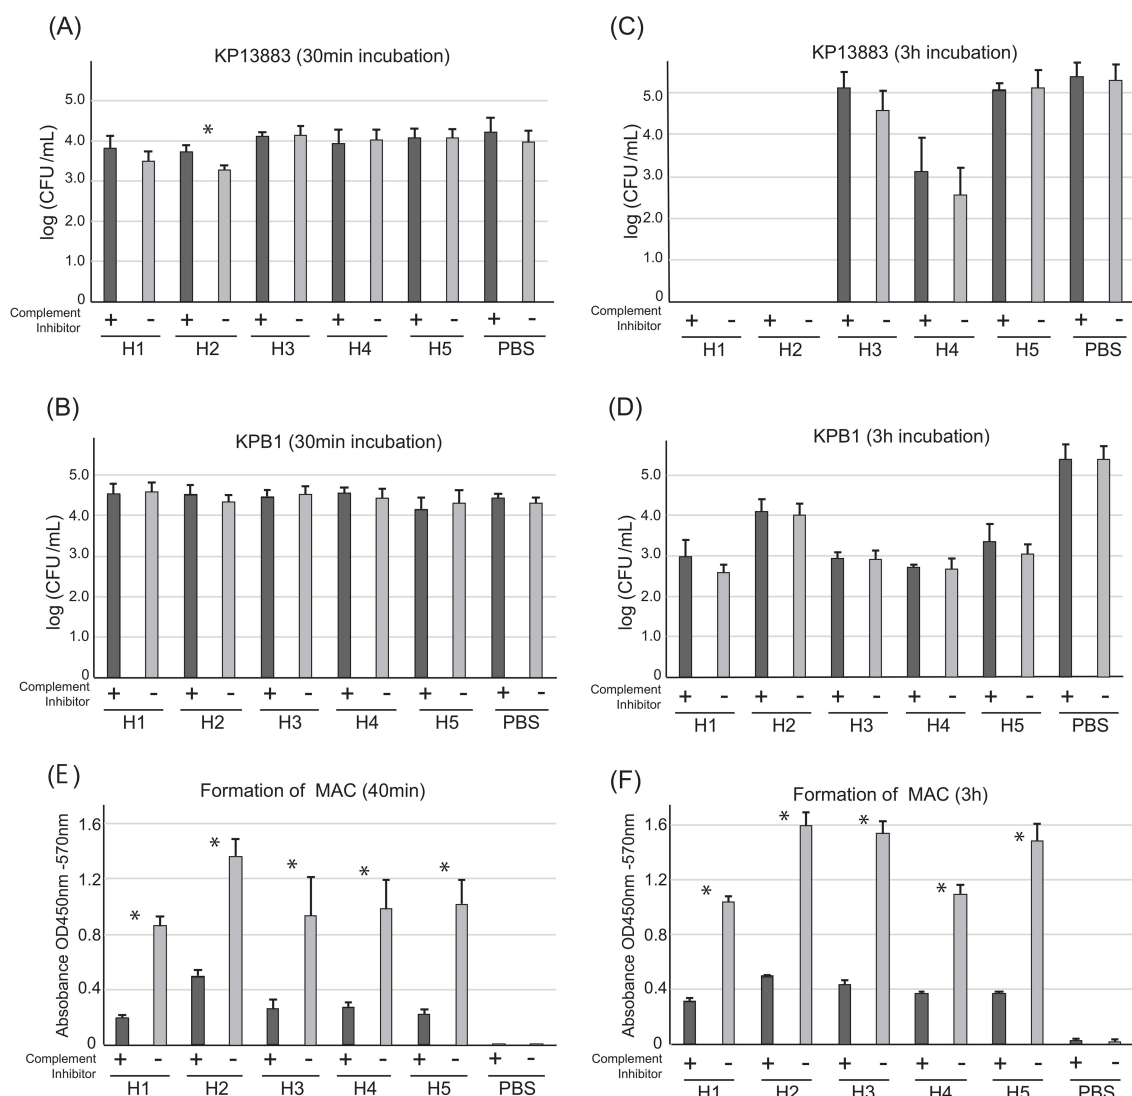 (A)
KP13883 (30min incubation)
log (CFU /mL)
5.0
4.0
3.0
2.0
1.0
0
*
Complement
Inhibitor
+ - + - + - + - + - + -
H1 H2 H3 H4 H5 PBS
(C)
KP13883 (3h incubation)
log (CFU /mL)
5.0
4.0
3.0
2.0
1.0
0
Complement
Inhibitor
+ - + - + - + - + - + -
H1 H2 H3 H4 H5 PBS
(B)
KPB1 (30min incubation)
log (CFU /mL)
5.0
4.0
3.0
2.0
1.0
0
Complement
Inhibitor
+ - + - + - + - + - + -
H1 H2 H3 H4 H5 PBS
(D)
KPB1 (3h incubation)
log (CFU /mL)
5.0
4.0
3.0
2.0
1.0
0
Complement
Inhibitor
+ - + - + - + - + - + -
H1 H2 H3 H4 H5 PBS
(E)
Formation of MAC (40min)
Absobance OD450nm -570nm
1.6
1.2
0.8
0.4
0
* * * * *
Complement
Inhibitor
+ - + - + - + - + - + -
H1 H2 H3 H4 H5 PBS
(F)
Formation of MAC (3h)
Absobance OD450nm -570nm
1.6
1.2
0.8
0.4
0
* * * * *
Complement
Inhibitor
+ - + - + - + - + - + -
H1 H2 H3 H4 H5 PBS